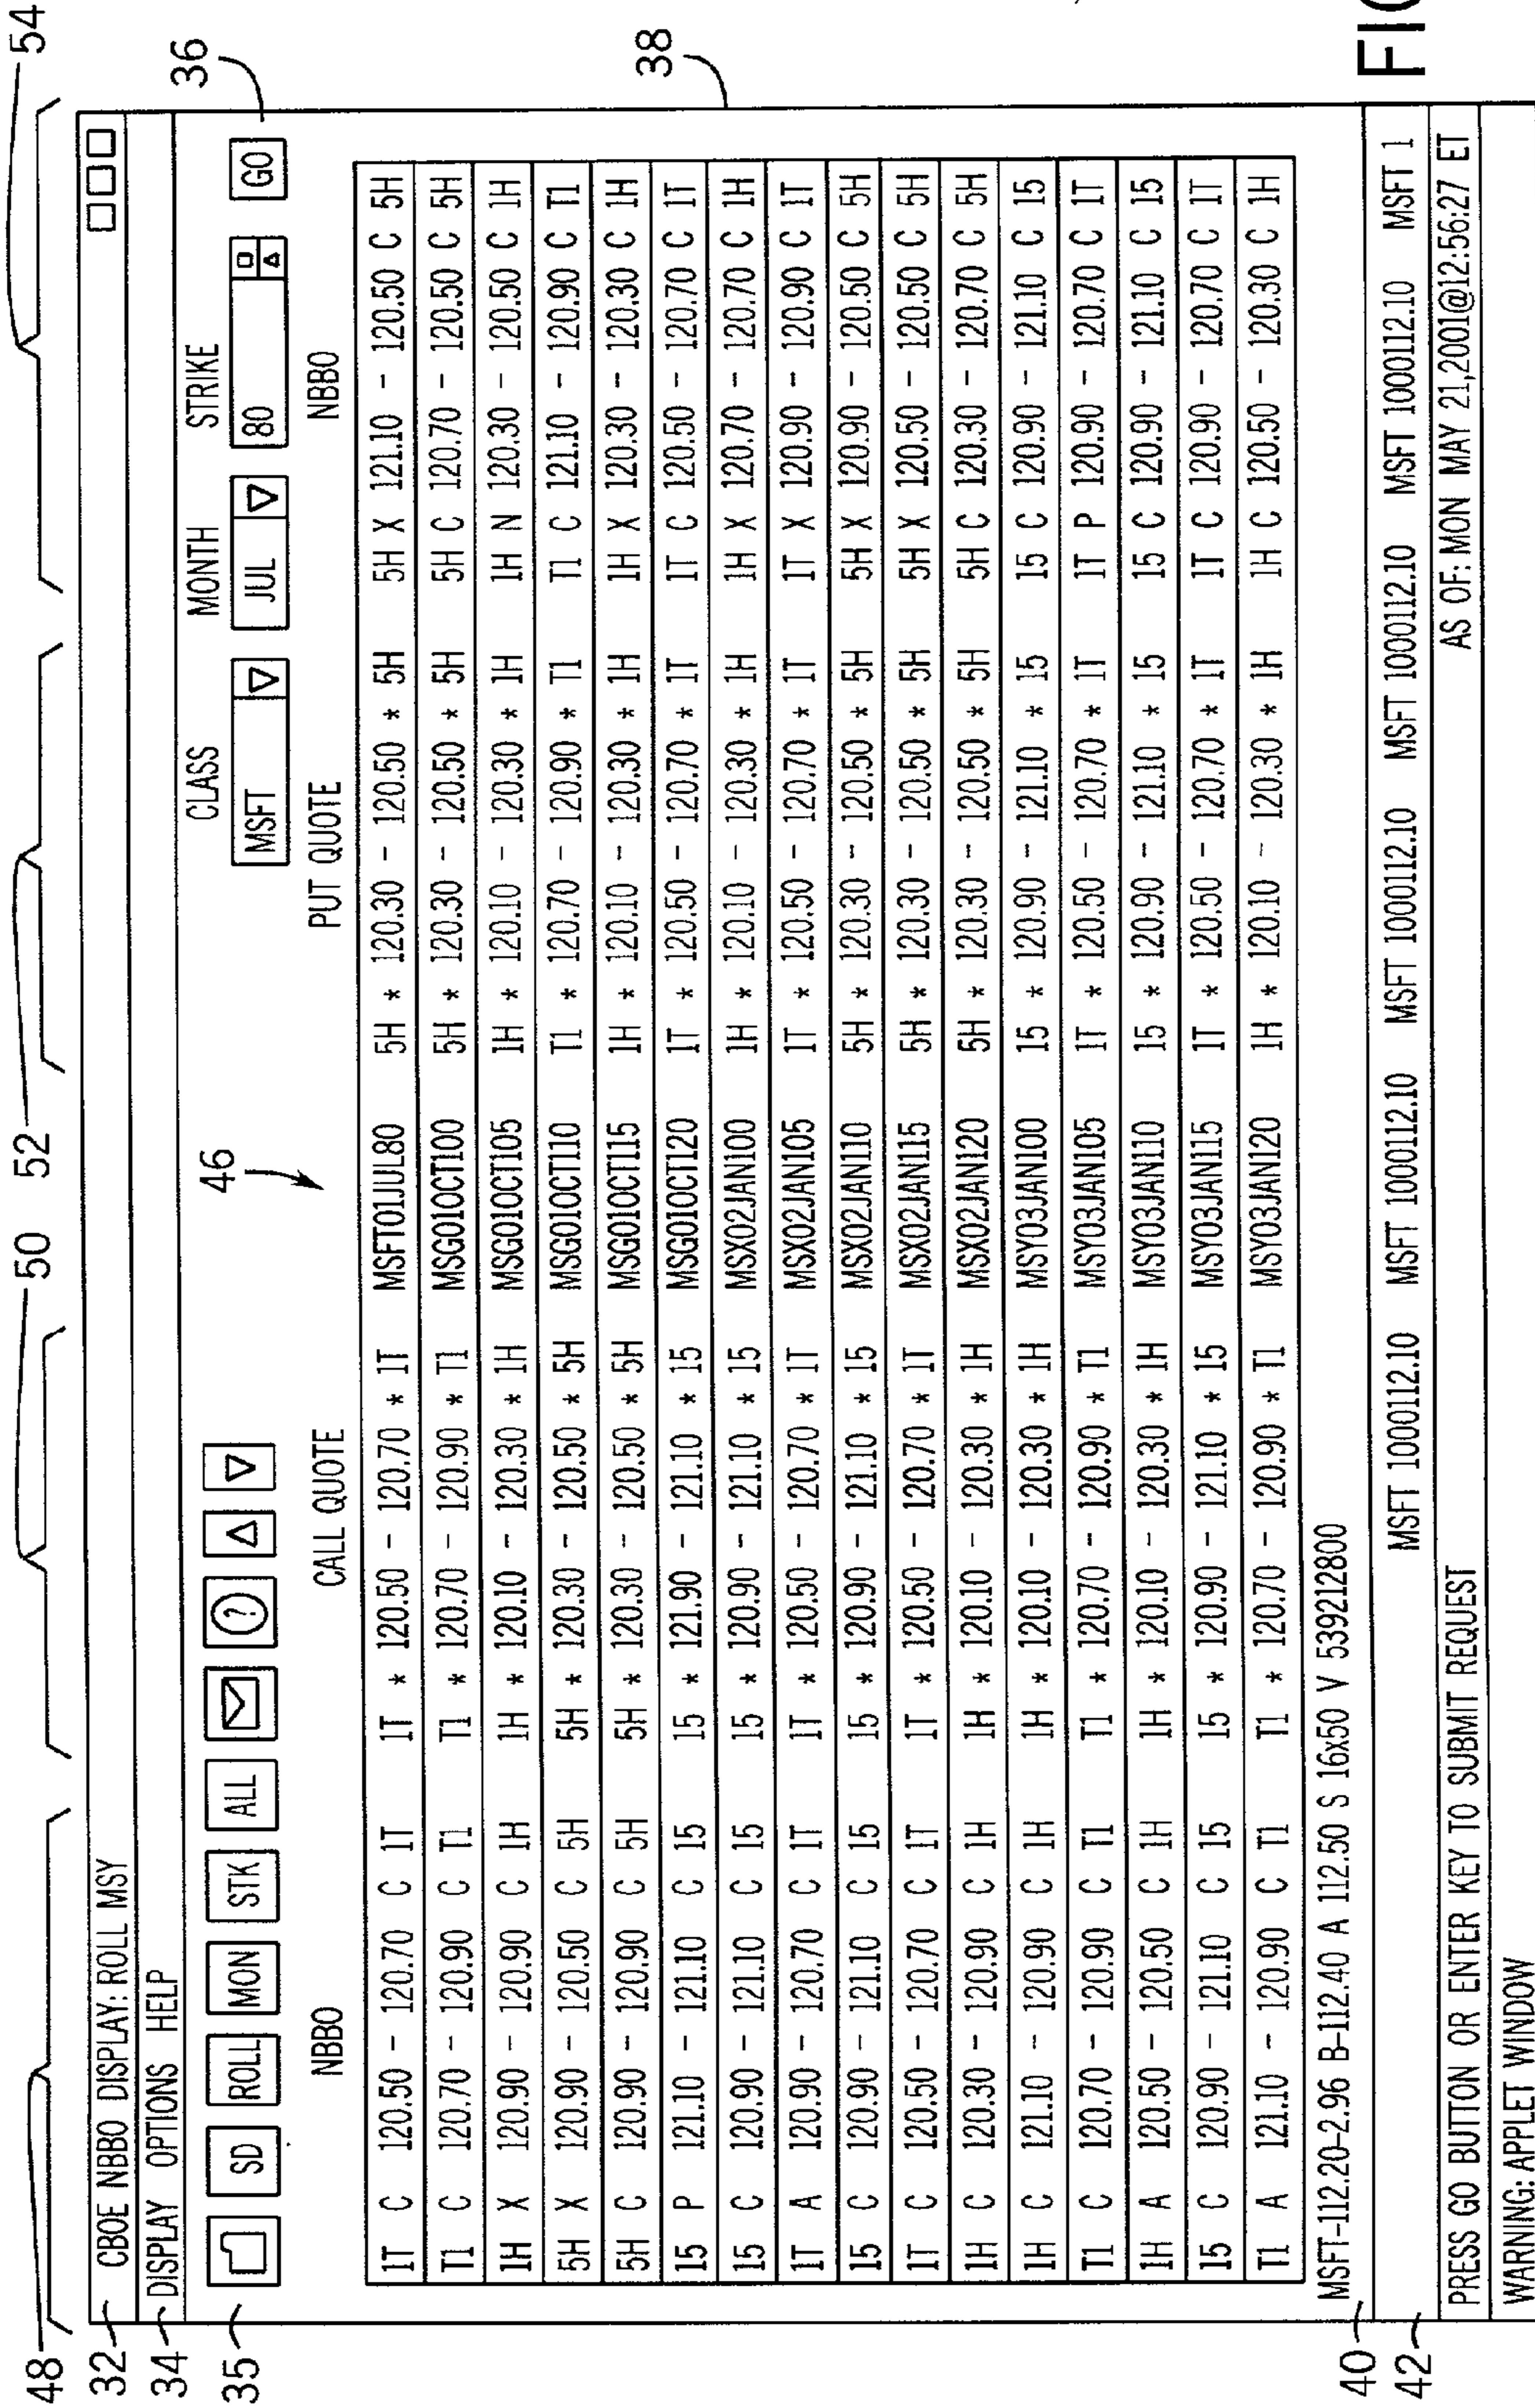 48 50 52 54
32 CBOE NBBO DISPLAY: ROLL MSY
34 DISPLAY OPTIONS HELP
35 SD ROLL MON STK ALL ? CLASS MSFT MONTH JUL STRIKE 80 GO 36
46
NBBO CALL QUOTE PUT QUOTE NBBO
1T C 120.50 - 120.70 C 1T 1T * 120.50 - 120.70 * 1T MSFT01JUL80 5H * 120.30 - 120.50 * 5H 5H X 121.10 - 120.50 C 5H
T1 C 120.70 - 120.90 C T1 T1 * 120.70 - 120.90 * T1 MSG01OCT100 5H * 120.30 - 120.50 * 5H 5H C 120.70 - 120.50 C 5H
1H X 120.90 - 120.90 C 1H 1H * 120.10 - 120.30 * 1H MSG01OCT105 1H * 120.10 - 120.30 * 1H 1H N 120.30 - 120.50 C 1H
5H X 120.90 - 120.50 C 5H 5H * 120.30 - 120.50 * 5H MSG01OCT110 T1 * 120.70 - 120.90 * T1 T1 C 121.10 - 120.90 C T1
5H C 120.90 - 120.90 C 5H 5H * 120.30 - 120.50 * 5H MSG01OCT115 1H * 120.10 - 120.30 * 1H 1H X 120.30 - 120.30 C 1H
15 P 121.10 - 121.10 C 15 15 * 121.90 - 121.10 * 15 MSG01OCT120 1T * 120.50 - 120.70 * 1T 1T C 120.50 - 120.70 C 1T
15 C 120.90 - 121.10 C 15 15 * 120.90 - 121.10 * 15 MSX02JAN100 1H * 120.10 - 120.30 * 1H 1H X 120.70 - 120.70 C 1H
1T A 120.90 - 120.70 C 1T 1T * 120.50 - 120.70 * 1T MSX02JAN105 1T * 120.50 - 120.70 * 1T 1T X 120.90 - 120.90 C 1T
15 C 120.90 - 121.10 C 15 15 * 120.90 - 121.10 * 15 MSX02JAN110 5H * 120.30 - 120.50 * 5H 5H X 120.90 - 120.50 C 5H
1T C 120.50 - 120.70 C 1T 1T * 120.50 - 120.70 * 1T MSX02JAN115 5H * 120.30 - 120.50 * 5H 5H X 120.50 - 120.50 C 5H
1H C 120.30 - 120.90 C 1H 1H * 120.10 - 120.30 * 1H MSX02JAN120 5H * 120.30 - 120.50 * 5H 5H C 120.30 - 120.70 C 5H
1H C 121.10 - 120.90 C 1H 1H * 120.10 - 120.30 * 1H MSY03JAN100 15 * 120.90 - 121.10 * 15 15 C 120.90 - 121.10 C 15
T1 C 120.70 - 120.90 C T1 T1 * 120.70 - 120.90 * T1 MSY03JAN105 1T * 120.50 - 120.70 * 1T 1T P 120.90 - 120.70 C 1T
1H A 120.50 - 120.50 C 1H 1H * 120.10 - 120.30 * 1H MSY03JAN110 15 * 120.90 - 121.10 * 15 15 C 120.90 - 121.10 C 15
15 C 120.90 - 121.10 C 15 15 * 120.90 - 121.10 * 15 MSY03JAN115 1T * 120.50 - 120.70 * 1T 1T C 120.90 - 120.70 C 1T
T1 A 121.10 - 120.90 C T1 T1 * 120.70 - 120.90 * T1 MSY03JAN120 1H * 120.10 - 120.30 * 1H 1H C 120.50 - 120.30 C 1H
38
40 MSFT-112.20-2.96 B-112.40 A 112.50 S 16x50 V 539212800
42 MSFT 1000112.10 MSFT 1000112.10 MSFT 1000112.10 MSFT 1000112.10 MSFT 1000112.10 MSFT 1
PRESS GO BUTTON OR ENTER KEY TO SUBMIT REQUEST AS OF: MON MAY 21,2001@12:56:27 ET
WARNING: APPLET WINDOW